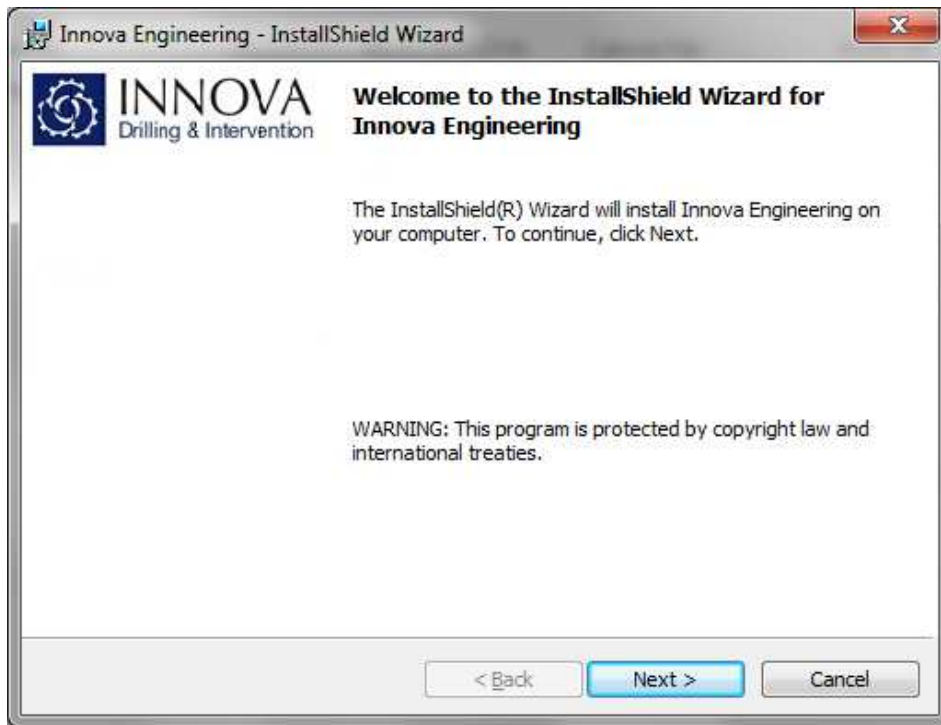 Innova Engineering - InstallShield Wizard
INNOVA
Drilling & Intervention
Welcome to the InstallShield Wizard for
Innova Engineering
The InstallShield(R) Wizard will install Innova Engineering on
your computer. To continue, click Next.
WARNING: This program is protected by copyright law and
international treaties.
< Back
Next >
Cancel